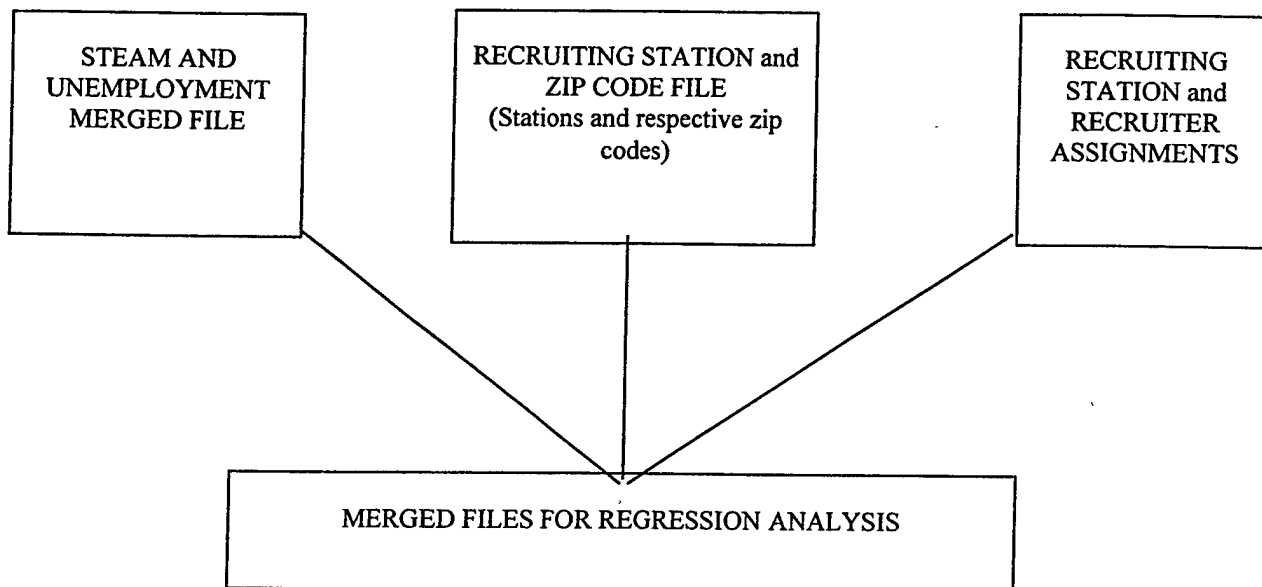 STEAM AND
UNEMPLOYMENT
MERGED FILE
RECRUITING STATION and
ZIP CODE FILE
(Stations and respective zip
codes)
RECRUITING
STATION and
RECRUITER
ASSIGNMENTS
MERGED FILES FOR REGRESSION ANALYSIS